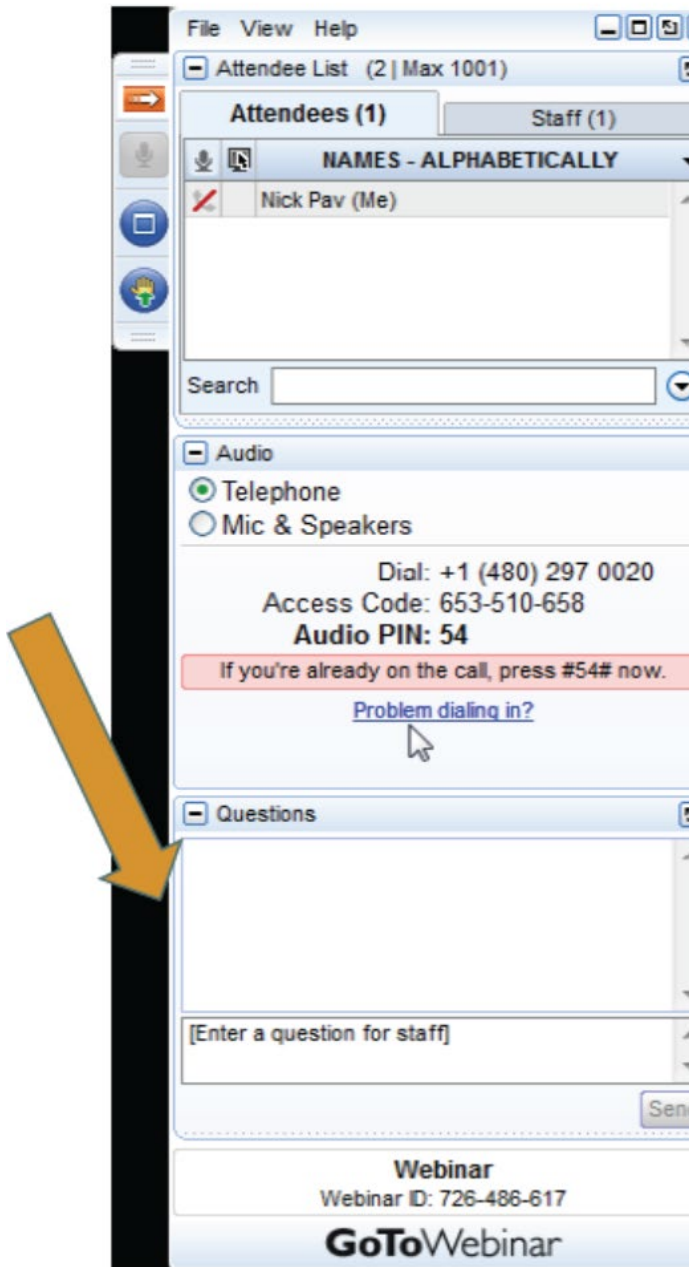 File View Help
Attendee List (2 | Max 1001)
Attendees (1) Staff (1)
NAMES - ALPHABETICALLY
Nick Pav (Me)
Search
Audio
Telephone
Mic & Speakers
Dial: +1 (480) 297 0020
Access Code: 653-510-658
Audio PIN: 54
If you're already on the call, press #54# now.
Problem dialing in?
Questions
[Enter a question for staff]
Sen
Webinar
Webinar ID: 726-486-617
GoToWebinar